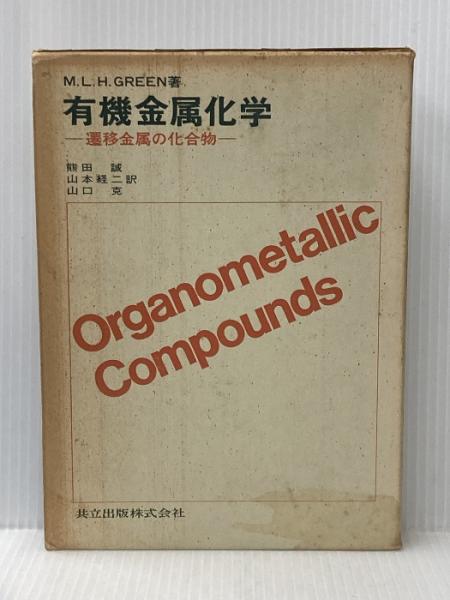 M.L.H.GREEN著
有機金属化学
―遷移金属の化合物―
熊田 誠
山本経二訳
山口 克
Organometallic
Compounds
共立出版株式会社